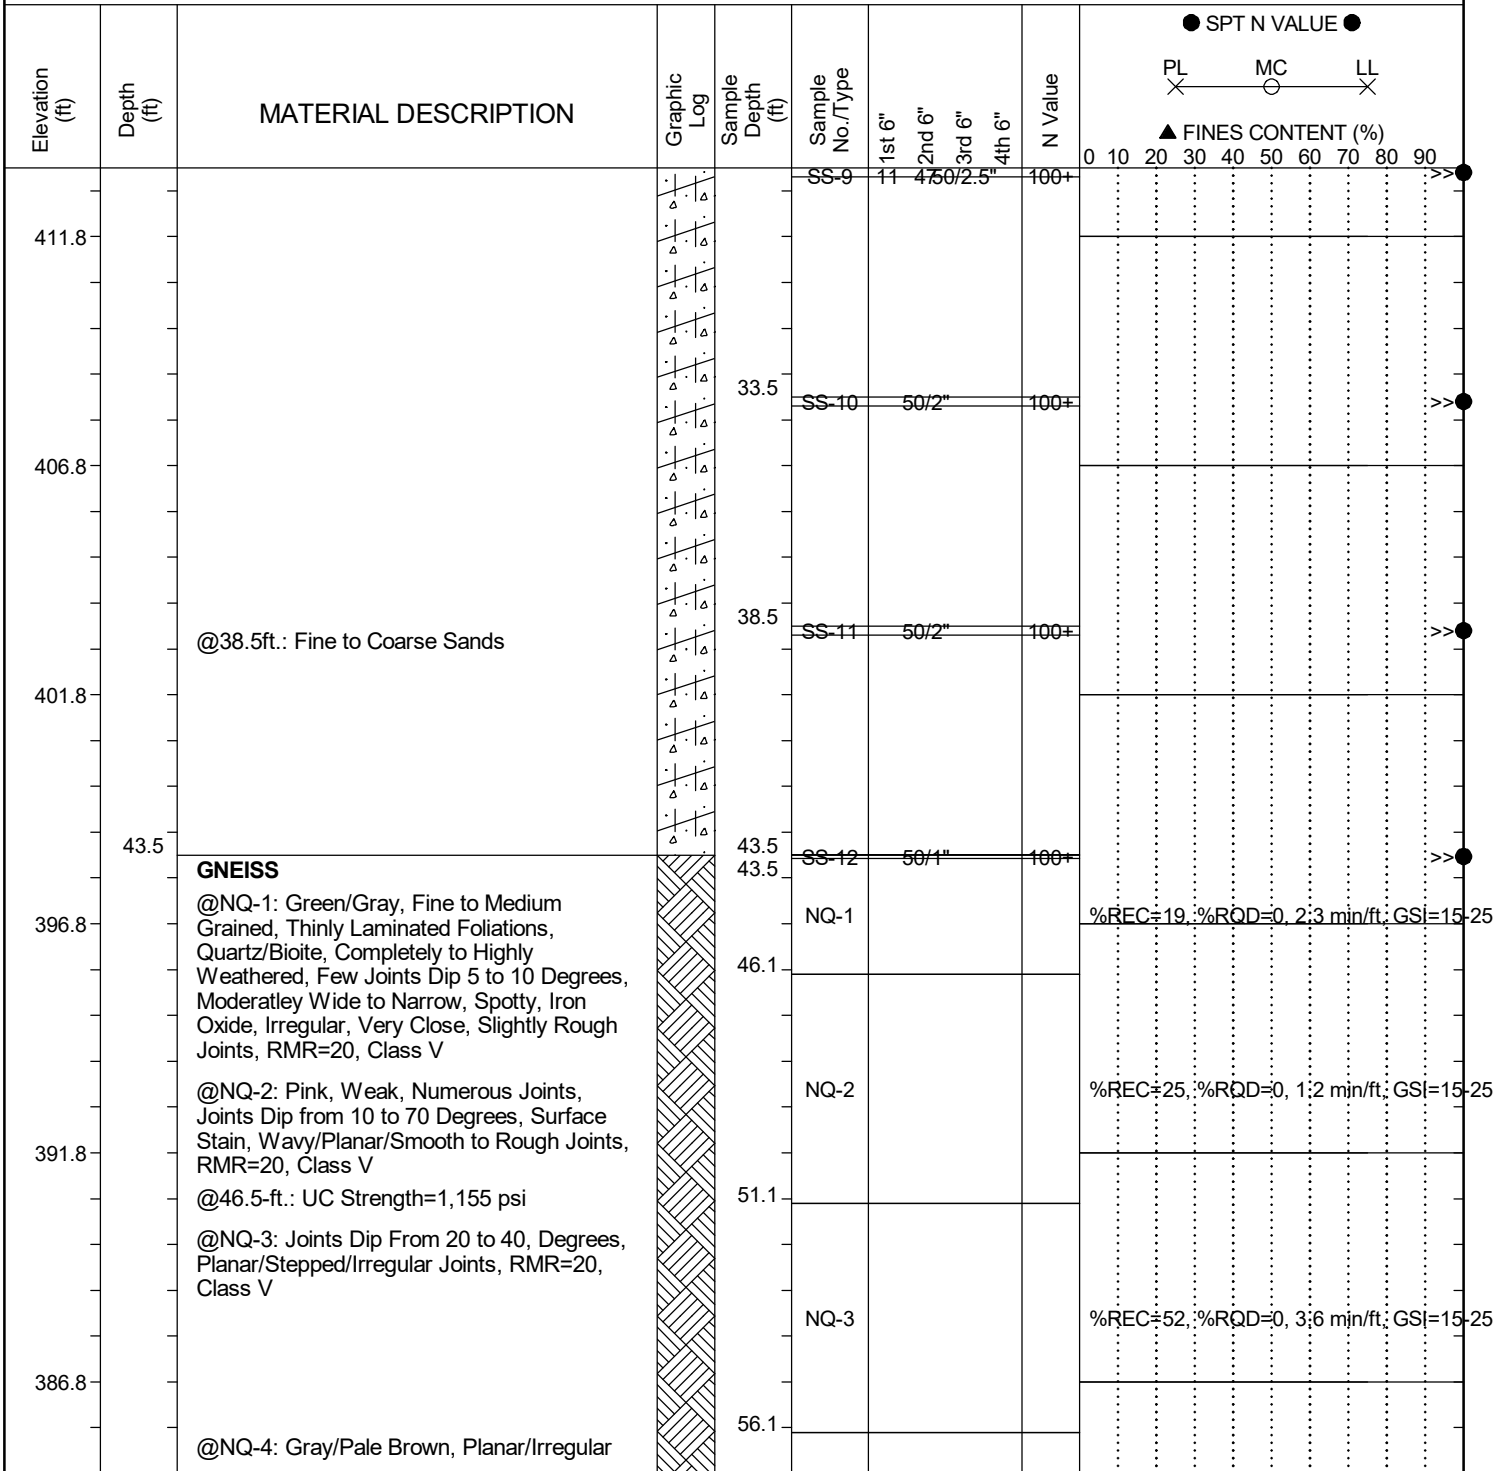 ● SPT N VALUE ●
PL MC LL
▲ FINES CONTENT (%)
0 10 20 30 40 50 60 70 80 90
Elevation
(ft)
Depth
(ft)
MATERIAL DESCRIPTION
Graphic
Log
Sample
Depth
(ft)
Sample
No./Type
1st 6"
2nd 6"
3rd 6"
4th 6"
N Value
SS-9 11 47 50/2.5" 100+ >>
411.8
33.5
SS-10 50/2" 100+ >>
406.8
38.5
@38.5ft.: Fine to Coarse Sands
SS-11 50/2" 100+ >>
401.8
43.5 43.5
SS-12 50/1" 100+ >>
43.5
GNEISS
@NQ-1: Green/Gray, Fine to Medium
Grained, Thinly Laminated Foliations,
Quartz/Bioite, Completely to Highly
Weathered, Few Joints Dip 5 to 10 Degrees,
Moderatley Wide to Narrow, Spotty, Iron
Oxide, Irregular, Very Close, Slightly Rough
Joints, RMR=20, Class V
NQ-1 %REC=19, %RQD=0, 2:3 min/ft, GSI=15-25
396.8
46.1
@NQ-2: Pink, Weak, Numerous Joints,
Joints Dip from 10 to 70 Degrees, Surface
Stain, Wavy/Planar/Smooth to Rough Joints,
RMR=20, Class V
NQ-2 %REC=25, %RQD=0, 1:2 min/ft, GSI=15-25
391.8
@46.5-ft.: UC Strength=1,155 psi
51.1
@NQ-3: Joints Dip From 20 to 40, Degrees,
Planar/Stepped/Irregular Joints, RMR=20,
Class V
NQ-3 %REC=52, %RQD=0, 3:6 min/ft, GSI=15-25
386.8
56.1
@NQ-4: Gray/Pale Brown, Planar/Irregular